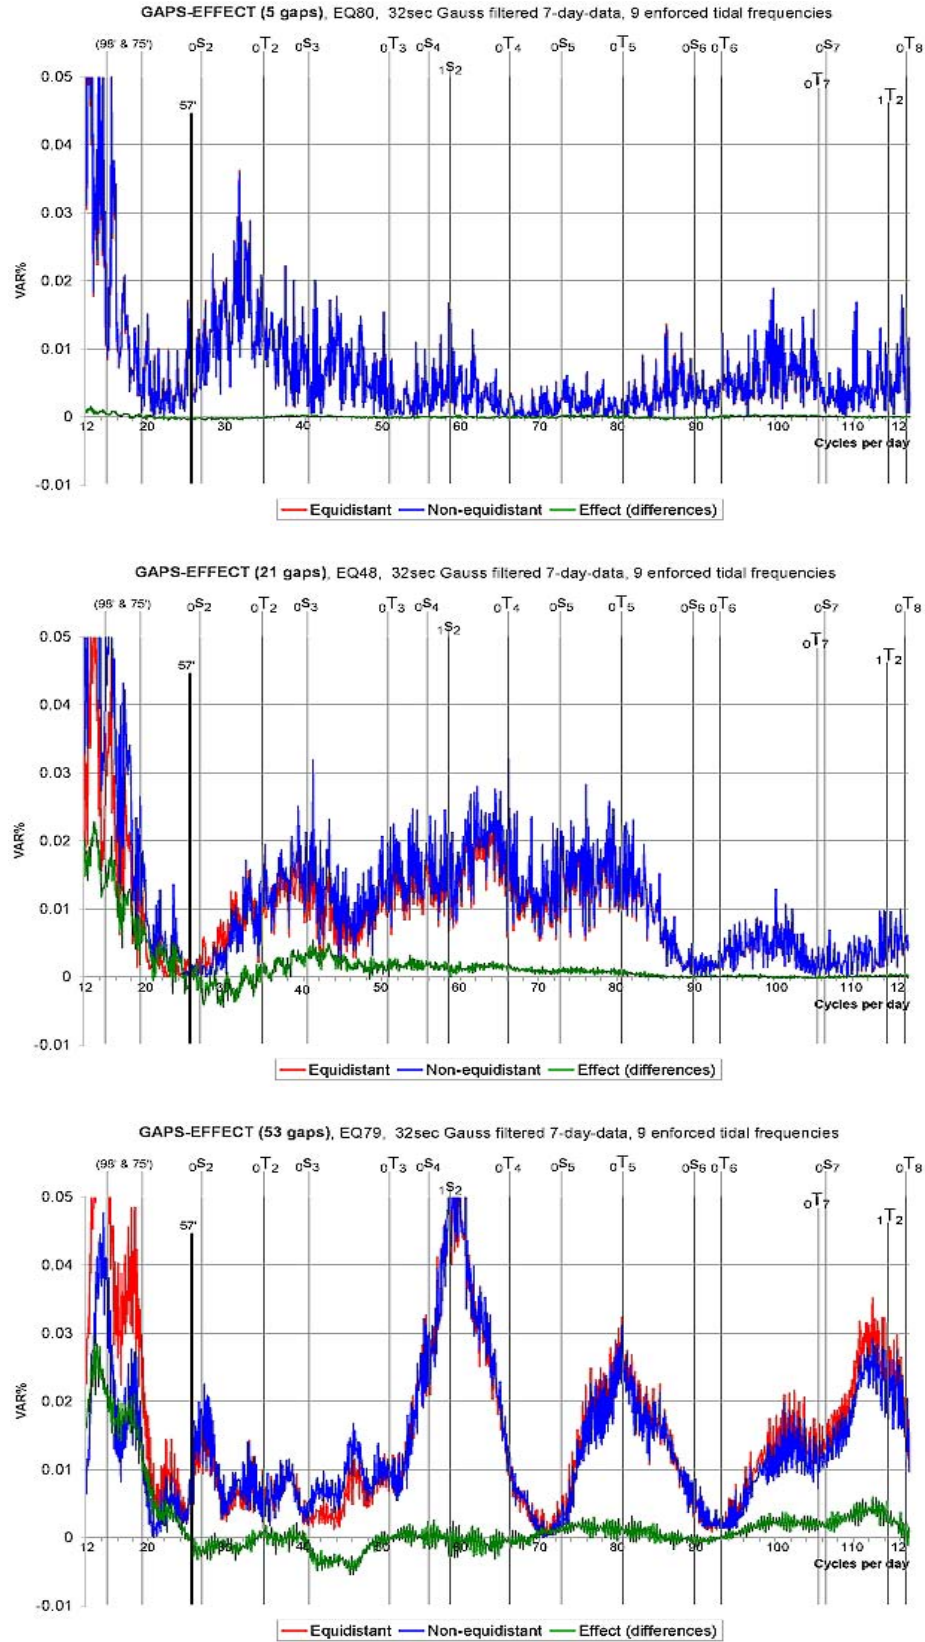 GAPS-EFFECT (5 gaps), EQ80, 32sec Gauss filtered 7-day-data, 9 enforced tidal frequencies
(98' & 75') 0S2 0T2 0S3 0T3 0S4 0T4 0S5 0T5 0S6 0T6 0S7 0T8
1S2
0T7
1T2
57'
0.05
0.04
0.03
0.02
0.01
0
-0.01
VAR%
12 20 30 40 50 60 70 80 90 100 110 12
Cycles per day
Equidistant Non-equidistant Effect (differences)
GAPS-EFFECT (21 gaps), EQ48, 32sec Gauss filtered 7-day-data, 9 enforced tidal frequencies
(98' & 75') 0S2 0T2 0S3 0T3 0S4 0T4 0S5 0T5 0S6 0T6 0S7 0T8
1S2
0T7
1T2
57'
0.05
0.04
0.03
0.02
0.01
0
-0.01
VAR%
12 20 30 40 50 60 70 80 90 100 110 12
Cycles per day
Equidistant Non-equidistant Effect (differences)
GAPS-EFFECT (53 gaps), EQ79, 32sec Gauss filtered 7-day-data, 9 enforced tidal frequencies
(98' & 75') 0S2 0T2 0S3 0T3 0S4 0T4 0S5 0T5 0S6 0T6 0S7 0T8
1S2
0T7
1T2
57'
0.05
0.04
0.03
0.02
0.01
0
-0.01
VAR%
12 20 30 40 50 60 70 80 90 100 110 12
Cycles per day
Equidistant Non-equidistant Effect (differences)